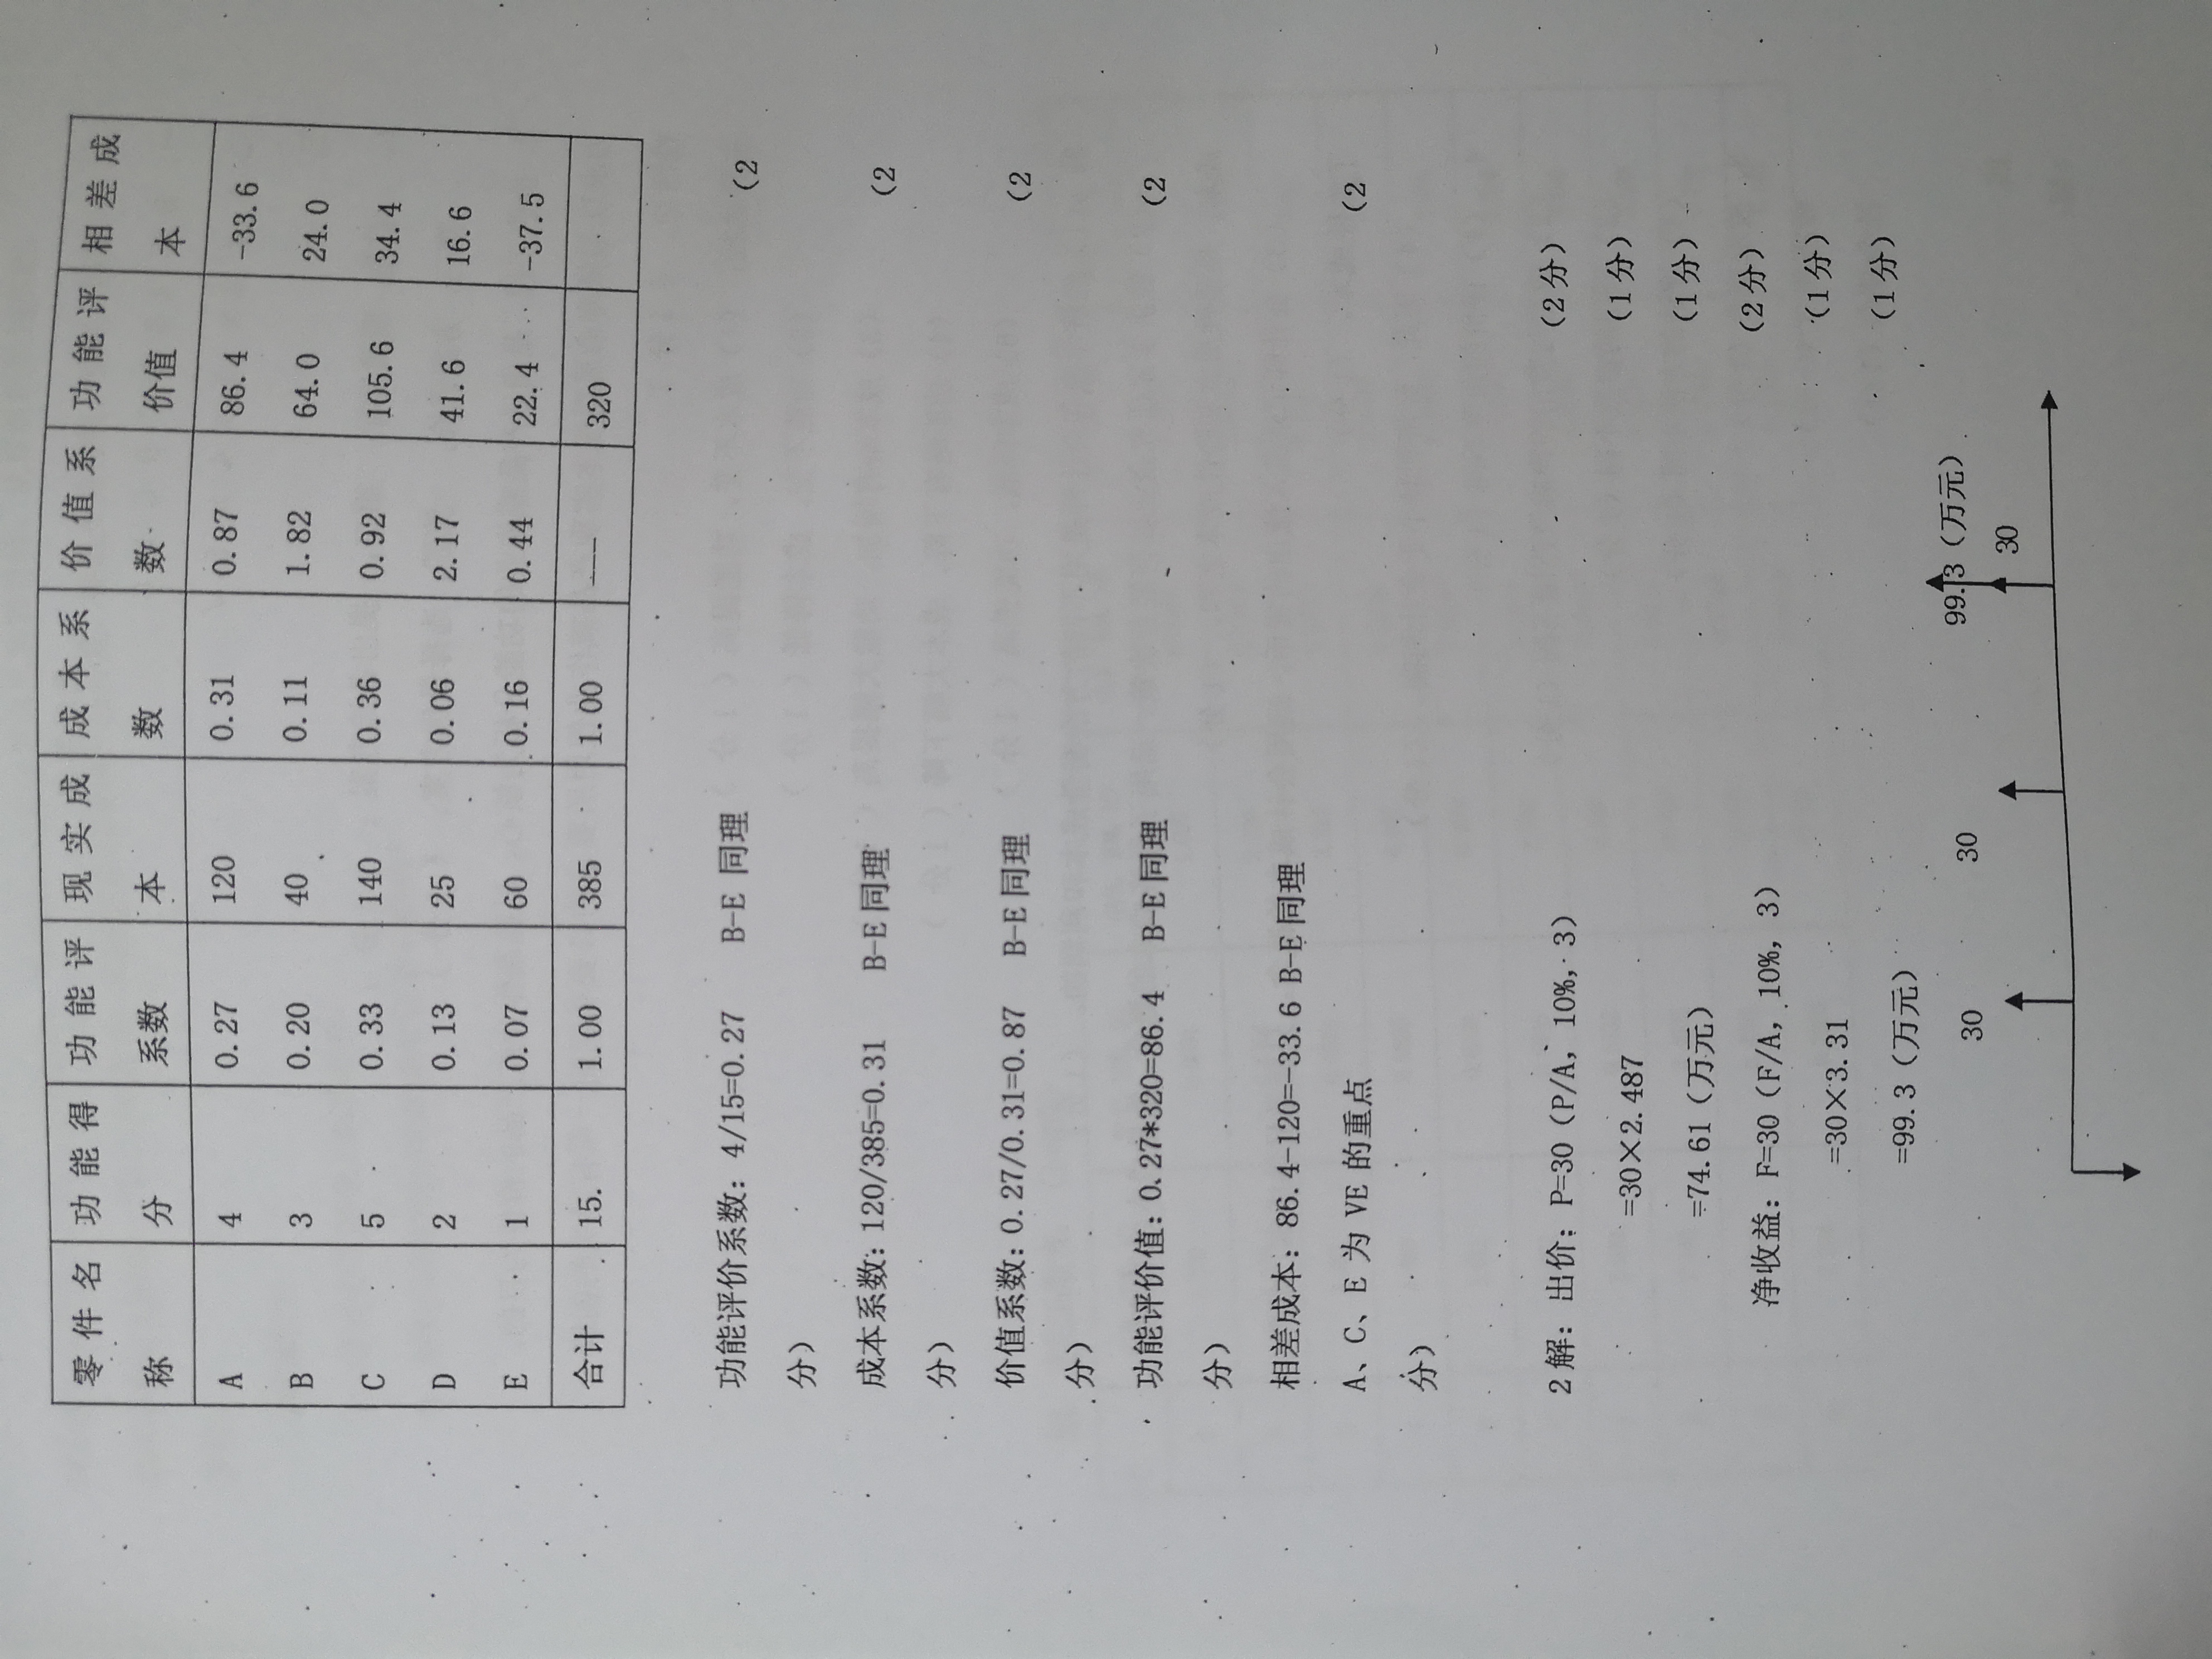 零件名称 功能得分 功能评系数 现实成本 成本系数 价值系数 功能评价值 相差成本
A 4 0.27 120 0.31 0.87 86.4 -33.6
B 3 0.20 40 0.11 1.82 64.0 24.0
C 5 0.33 140 0.36 0.92 105.6 34.4
D 2 0.13 25 0.06 2.17 41.6 16.6
E 1 0.07 60 0.16 0.44 22.4 -37.5
合计 15. 1.00 385 1.00 —— 320
功能评价系数: 4/15=0.27 B-E 同理 (2
分)
成本系数: 120/385=0.31 B-E 同理 (2
分)
价值系数: 0.27/0.31=0.87 B-E 同理 (2
分)
功能评价值: 0.27*320=86.4 B-E 同理 (2
分)
相差成本: 86.4-120=-33.6 B-E 同理
A、C、E 为 VE 的重点 (2
分)
2 解: 出价: P=30 (P/A, 10%, 3) (2 分)
=30×2.487 (1 分)
=74.61 (万元) (1 分)
净收益: F=30 (F/A, 10%, 3) (2 分)
=30×3.31 (1 分)
=99.3 (万元) (1 分)
30 30 99.3 (万元)
30